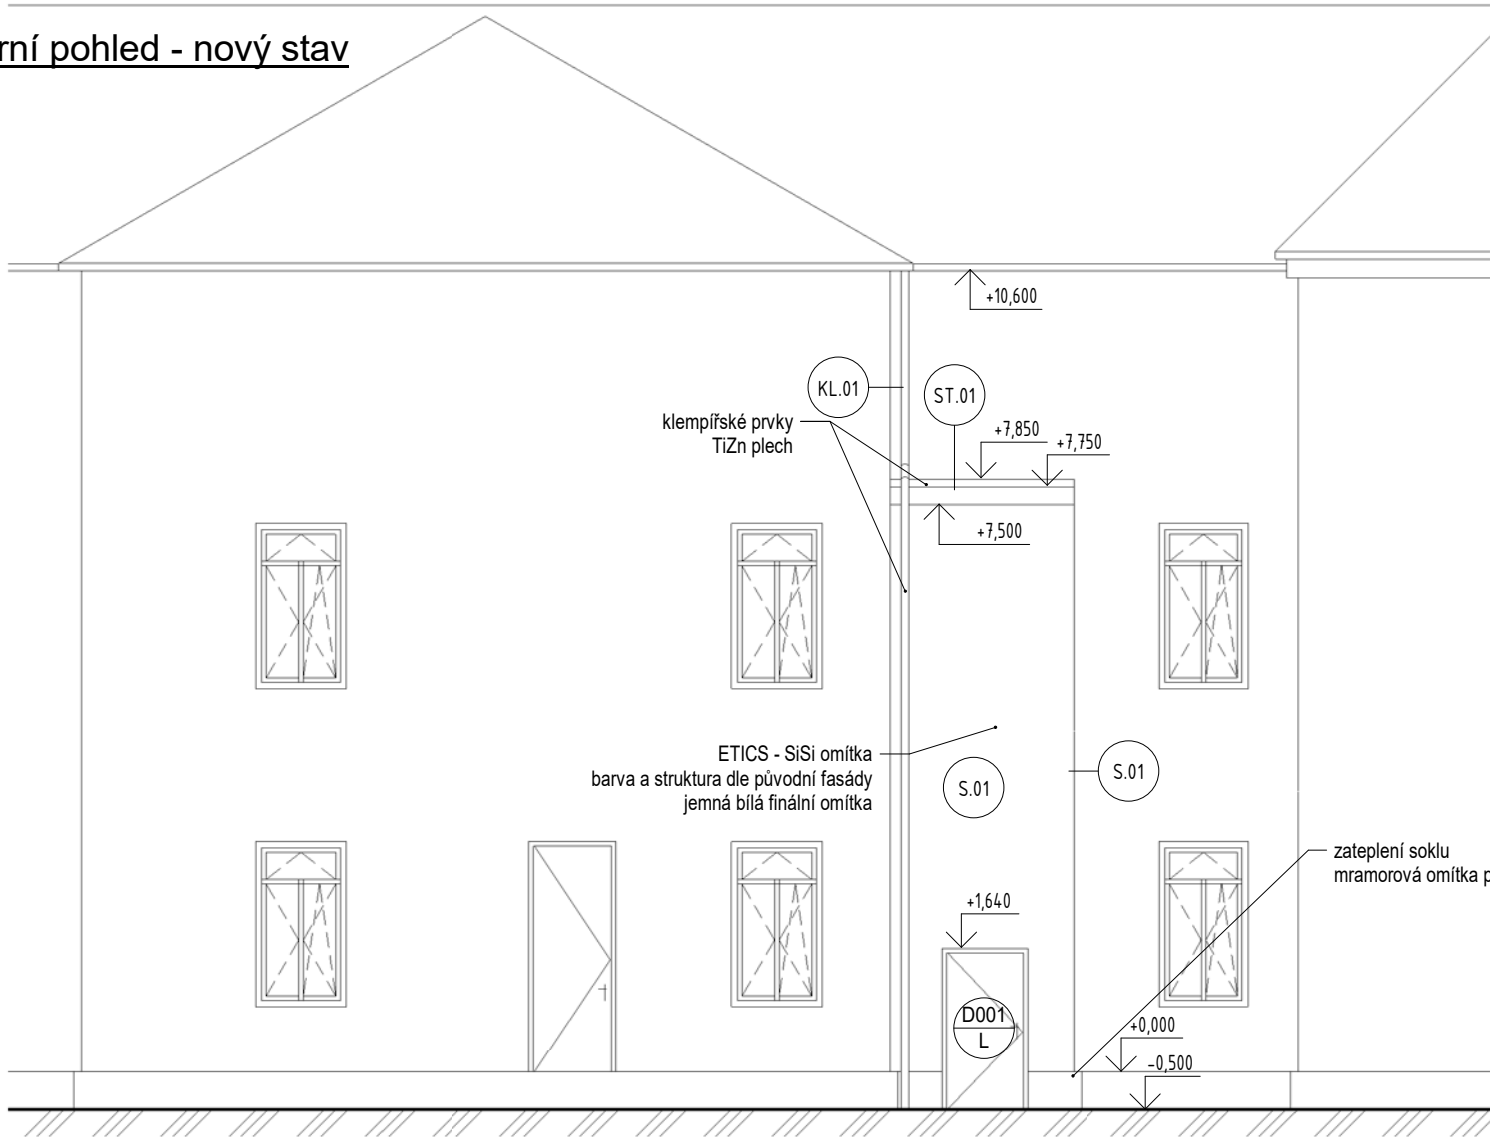 rní pohled - nový stav
+10,600
KL.01
ST.01
klempířské prvky
TiZn plech
+7,850
+7,750
+7,500
ETICS - SiSi omítka
barva a struktura dle původní fasády
jemná bílá finální omítka
S.01
S.01
zateplení soklu
mramorová omítka p
+1,640
D001
L
+0,000
-0,500